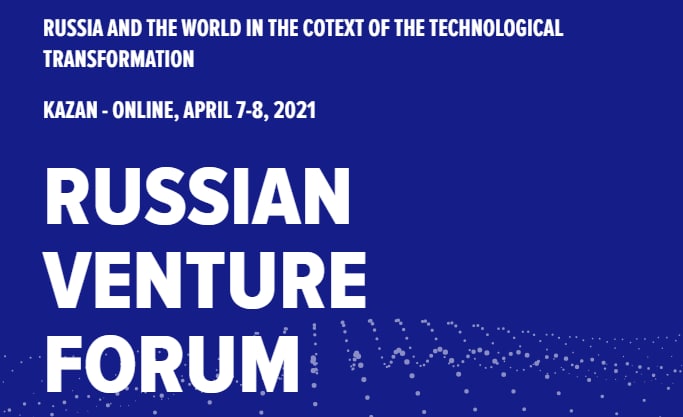 RUSSIA AND THE WORLD IN THE COTEXT OF THE TECHNOLOGICAL
TRANSFORMATION
KAZAN - ONLINE, APRIL 7-8, 2021
RUSSIAN
VENTURE
FORUM